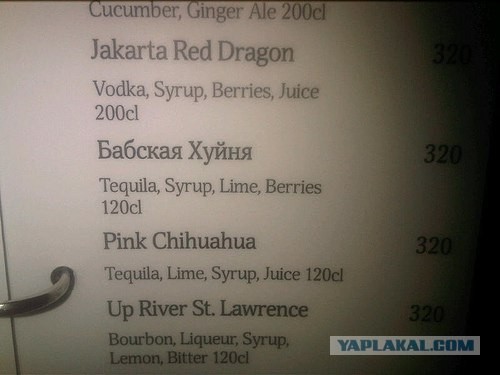 Cucumber, Ginger Ale 200cl
Jakarta Red Dragon 320
Vodka, Syrup, Berries, Juice
200cl
Бабская Хуйня 320
Tequila, Syrup, Lime, Berries
120cl
Pink Chihuahua 320
Tequila, Lime, Syrup, Juice 120cl
Up River St. Lawrence 320
Bourbon, Liqueur, Syrup,
Lemon, Bitter 120cl
YAPLAKAL.COM